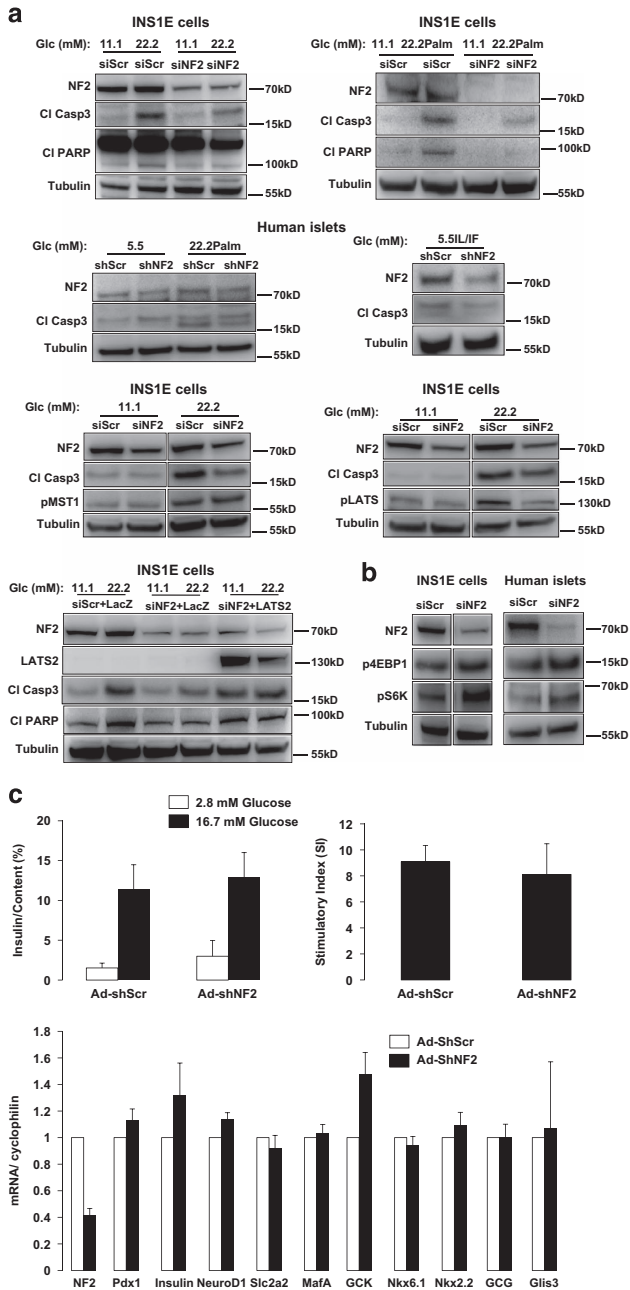 a
INS1E cells
Glc (mM): 11.1 22.2 11.1 22.2
siScr siScr siNF2 siNF2
NF2
70kD
Cl Casp3
15kD
Cl PARP
100kD
Tubulin
55kD
INS1E cells
Glc (mM): 11.1 22.2Palm 11.1 22.2Palm
siScr siScr siNF2 siNF2
NF2
70kD
Cl Casp3
15kD
Cl PARP
100kD
Tubulin
55kD
Human islets
Glc (mM): 5.5 22.2Palm
shScr shNF2 shScr shNF2
NF2
70kD
Cl Casp3
15kD
Tubulin
55kD
Glc (mM): 5.5IL/IF
shScr shNF2
NF2
70kD
Cl Casp3
15kD
Tubulin
55kD
INS1E cells
Glc (mM): 11.1 22.2
siScr siNF2 siScr siNF2
NF2
70kD
Cl Casp3
15kD
pMST1
55kD
Tubulin
55kD
INS1E cells
Glc (mM): 11.1 22.2
siScr siNF2 siScr siNF2
NF2
70kD
Cl Casp3
15kD
pLATS
130kD
Tubulin
55kD
INS1E cells
Glc (mM): 11.1 22.2 11.1 22.2 11.1 22.2
siScr+LacZ siNF2+LacZ siNF2+LATS2
NF2
70kD
LATS2
130kD
Cl Casp3
15kD
Cl PARP
100kD
Tubulin
55kD
b
INS1E cells Human islets
siScr siNF2 siScr siNF2
NF2
70kD
p4EBP1
15kD
pS6K
70kD
Tubulin
55kD
c
2.8 mM Glucose
16.7 mM Glucose
Insulin/Content (%)
20
15
10
5
0
Ad-shScr Ad-shNF2
Stimulatory Index (SI)
12
10
8
6
4
2
0
Ad-shScr Ad-shNF2
Ad-ShScr
Ad-ShNF2
mRNA/ cyclophilin
1.8
1.6
1.4
1.2
1
0.8
0.6
0.4
0.2
0
NF2 Pdx1 Insulin NeuroD1 Slc2a2 MafA GCK Nkx6.1 Nkx2.2 GCG Glis3